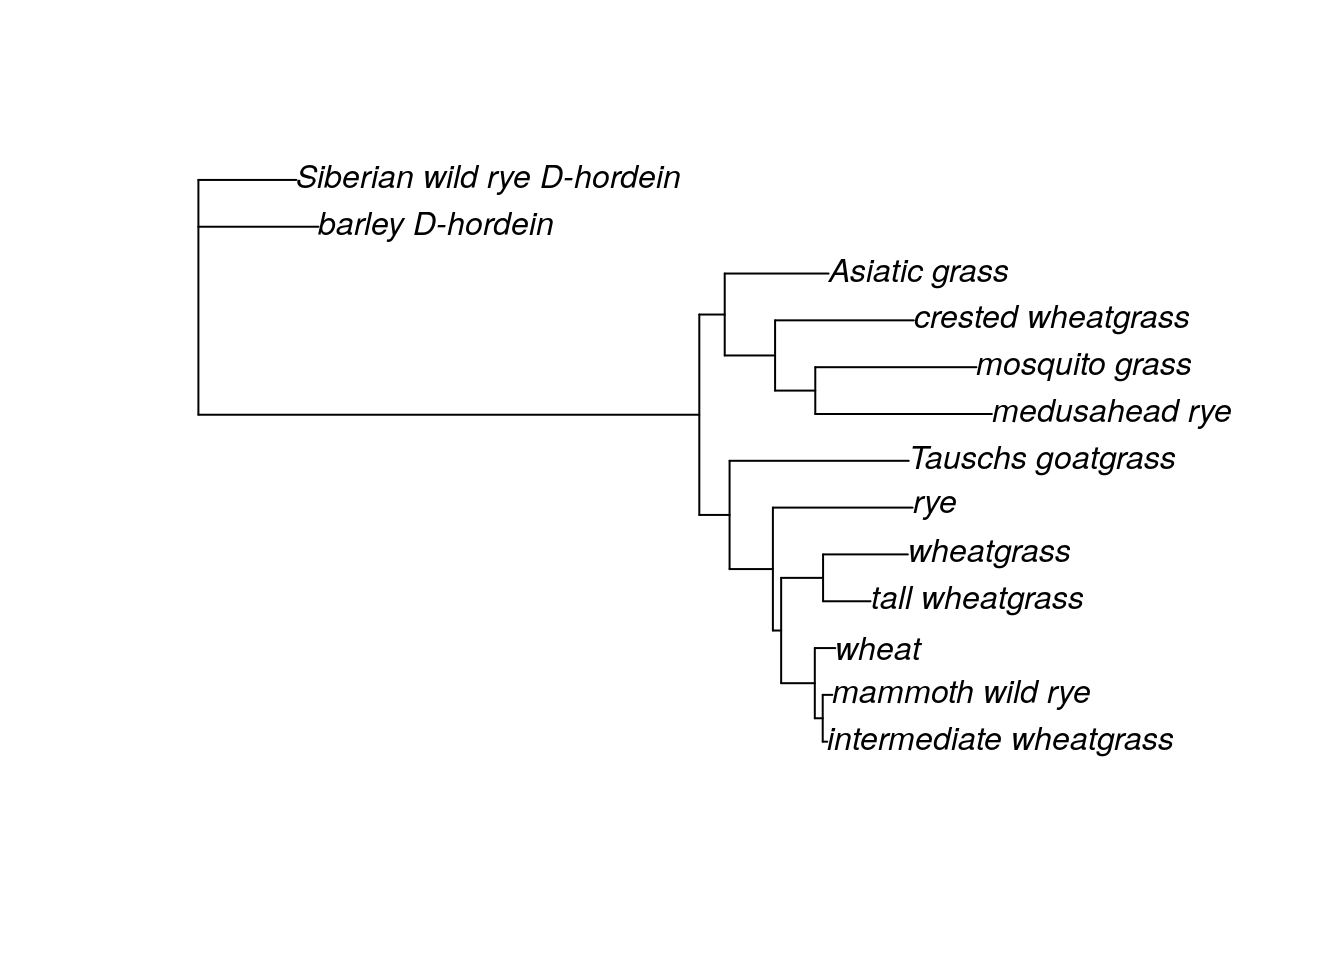 Siberian wild rye D-hordein
barley D-hordein
Asiatic grass
crested wheatgrass
mosquito grass
medusahead rye
Tauschs goatgrass
rye
wheatgrass
tall wheatgrass
wheat
mammoth wild rye
intermediate wheatgrass